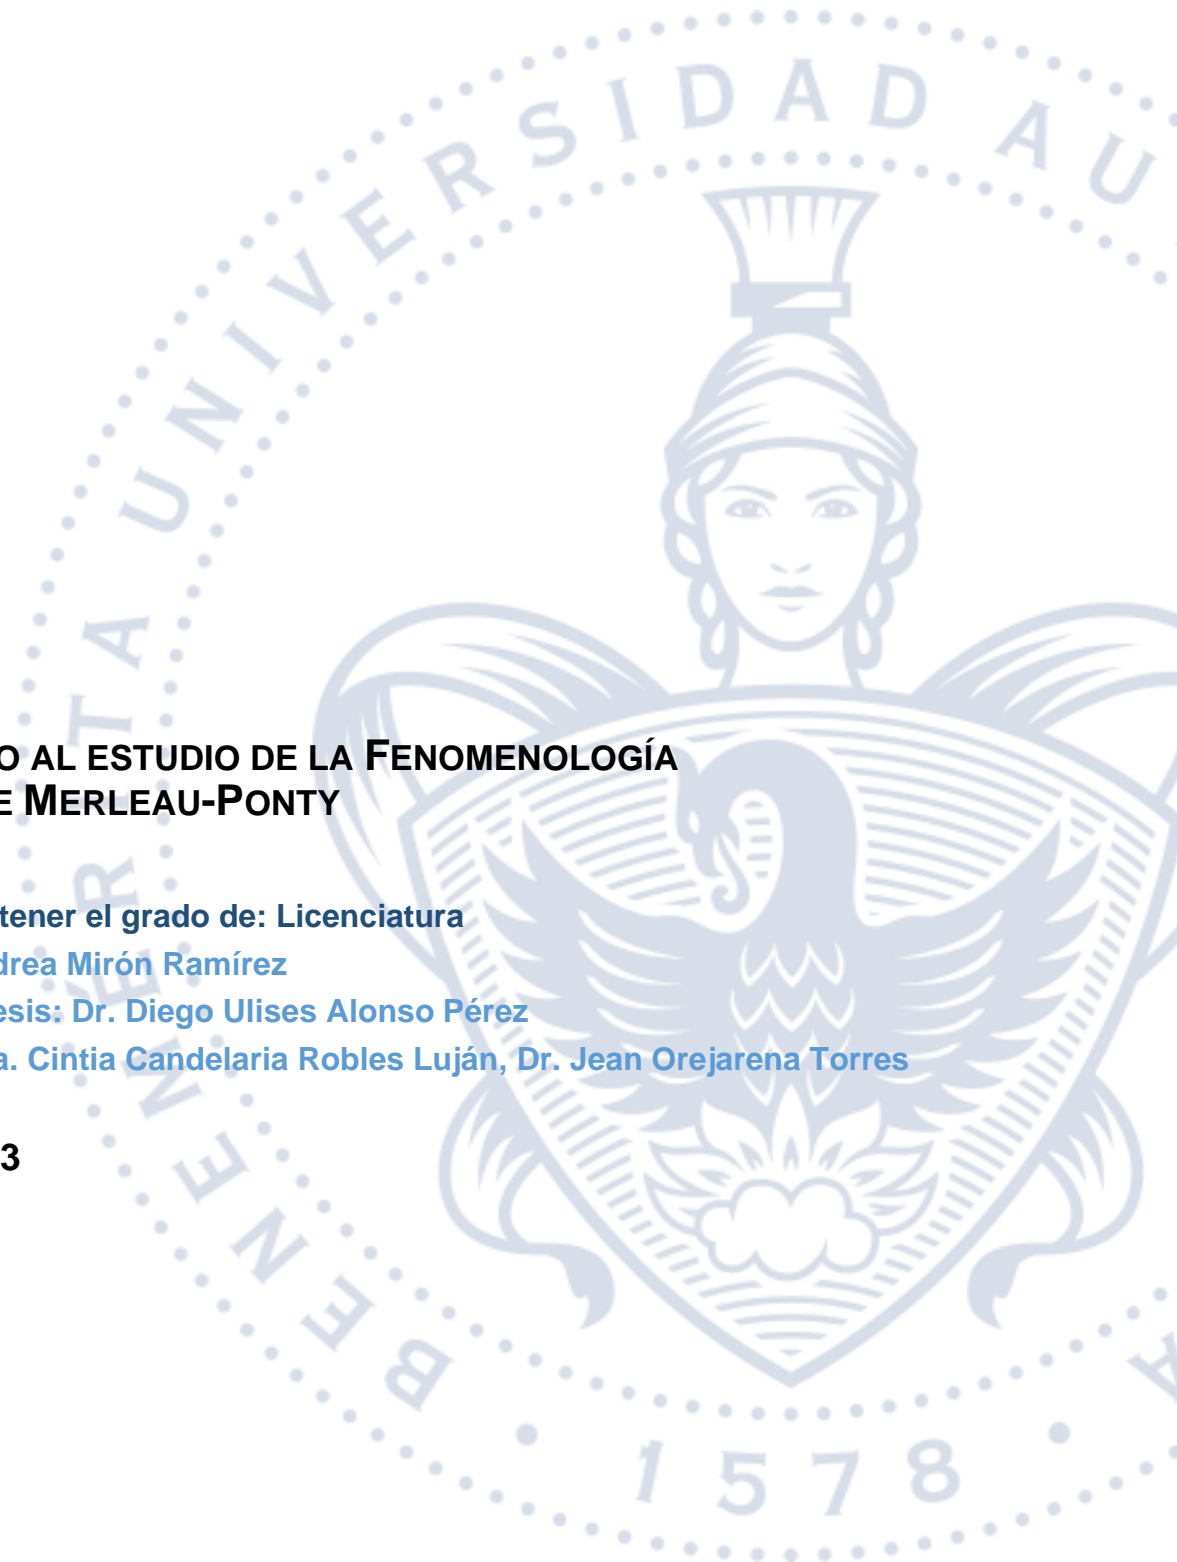 BENEMÉRITA UNIVERSIDAD AU
A
1578
O AL ESTUDIO DE LA FENOMENOLOGÍA
E MERLEAU-PONTY
tener el grado de: Licenciatura
drea Mirón Ramírez
esis: Dr. Diego Ulises Alonso Pérez
a. Cintia Candelaria Robles Luján, Dr. Jean Orejarena Torres
3